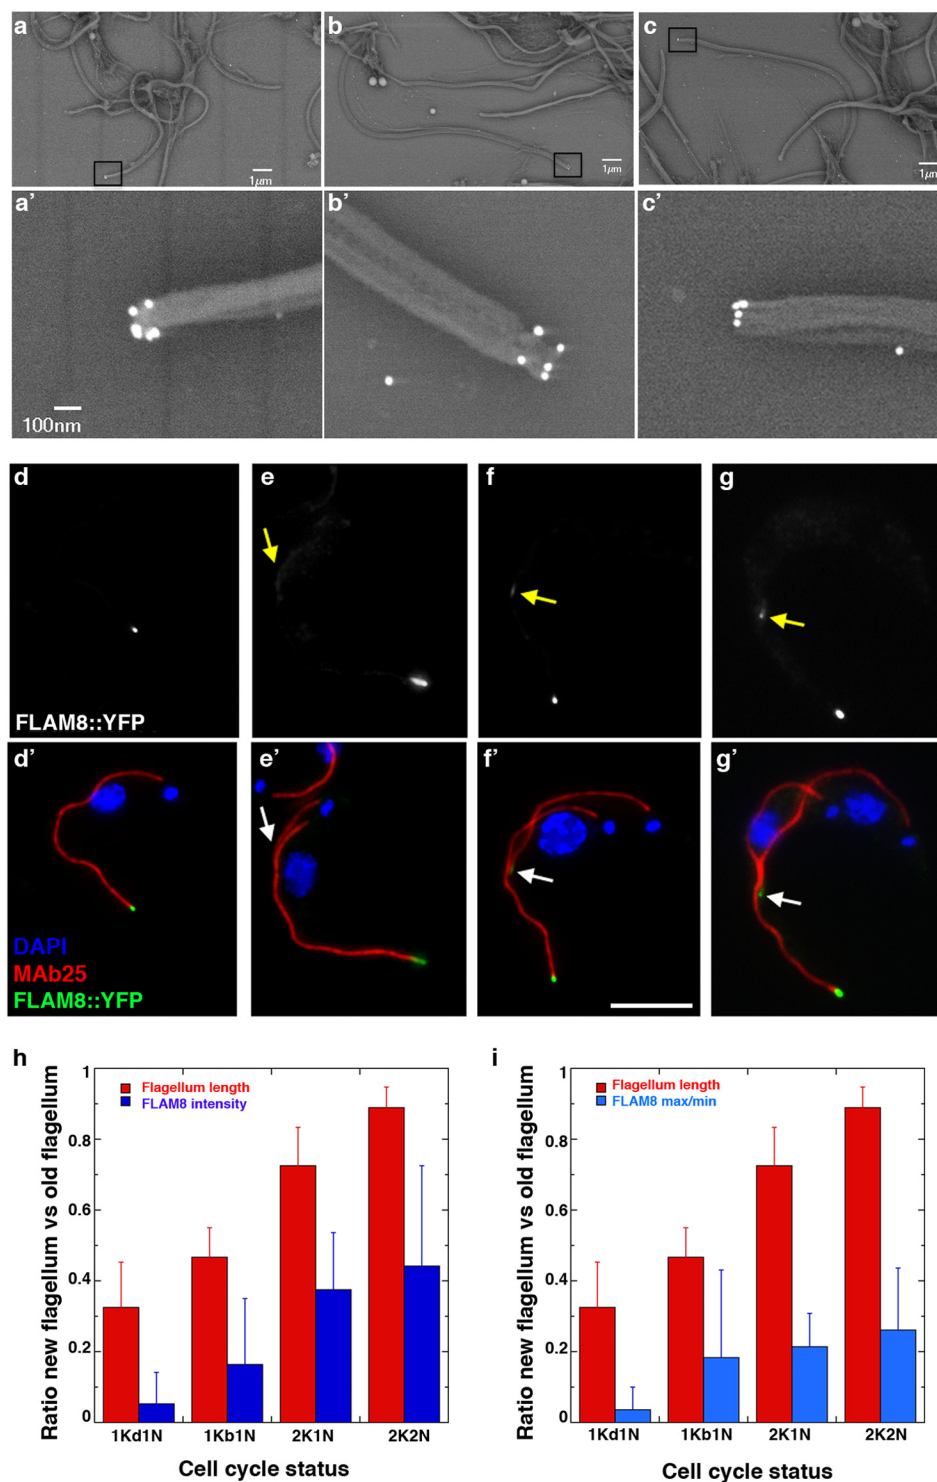 a
b
c
1µm
1µm
1µm
a'
b'
c'
100nm
d
e
f
g
FLAM8::YFP
d'
e'
f'
g'
DAPI
MAb25
FLAM8::YFP
h
i
Ratio new flagellum vs old flagellum
1
0.8
0.6
0.4
0.2
0
Flagellum length
FLAM8 intensity
1Kd1N
1Kb1N
2K1N
2K2N
Cell cycle status
Ratio new flagellum vs old flagellum
1
0.8
0.6
0.4
0.2
0
Flagellum length
FLAM8 max/min
1Kd1N
1Kb1N
2K1N
2K2N
Cell cycle status